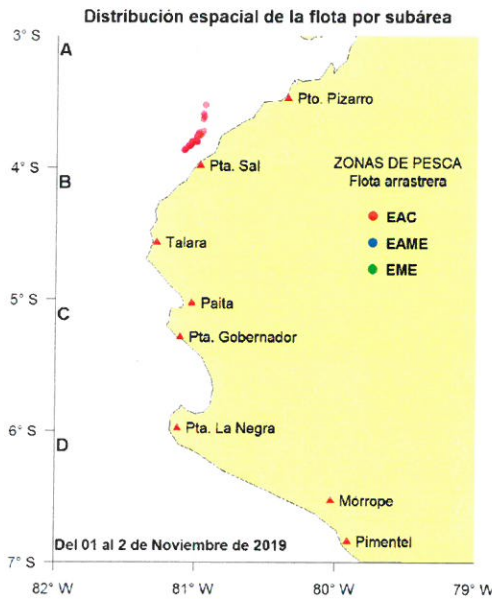 Distribución espacial de la flota por subárea
3° S
A
Pto. Pizarro
4° S
B
Pta. Sal
ZONAS DE PESCA
Flota arrastrera
EAC
EAME
EME
Talara
5° S
C
Paita
Pta. Gobernador
6° S
D
Pta. La Negra
Morrope
Pimentel
Del 01 al 2 de Noviembre de 2019
7° S
82° W
81° W
80° W
79° W